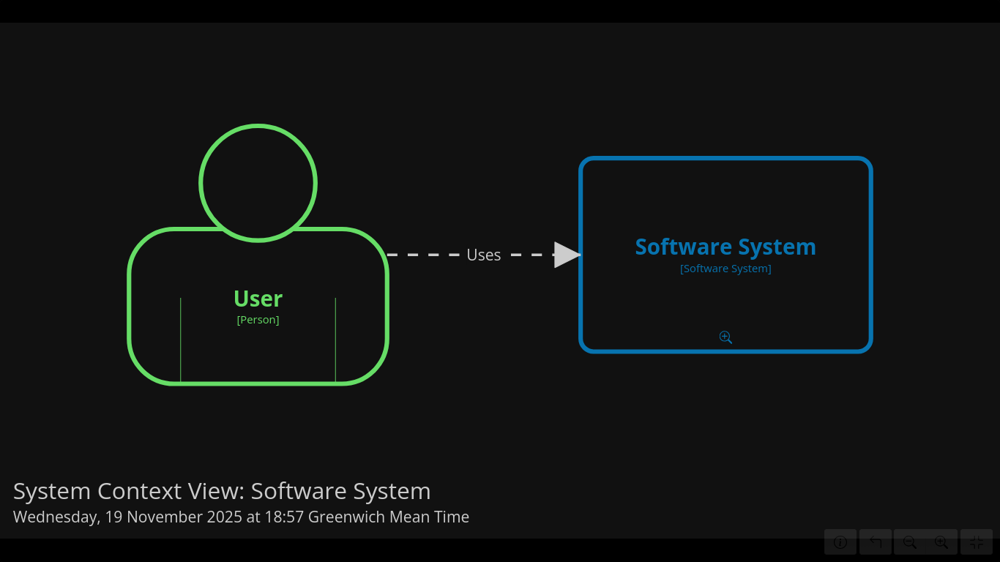 User
[Person]
Uses
Software System
[Software System]
System Context View: Software System
Wednesday, 19 November 2025 at 18:57 Greenwich Mean Time